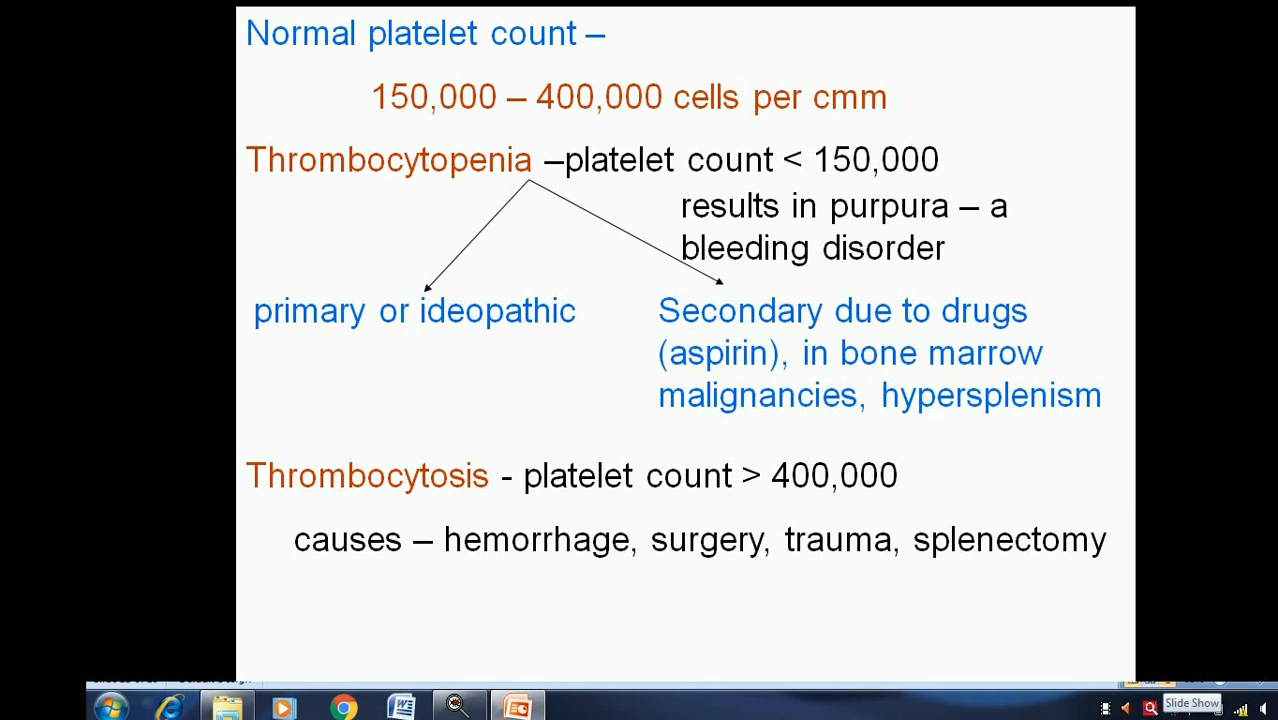 Normal platelet count –
150,000 – 400,000 cells per cmm
Thrombocytopenia –platelet count < 150,000
results in purpura – a
bleeding disorder
primary or ideopathic
Secondary due to drugs
(aspirin), in bone marrow
malignancies, hypersplenism
Thrombocytosis - platelet count > 400,000
causes – hemorrhage, surgery, trauma, splenectomy
Slide Show